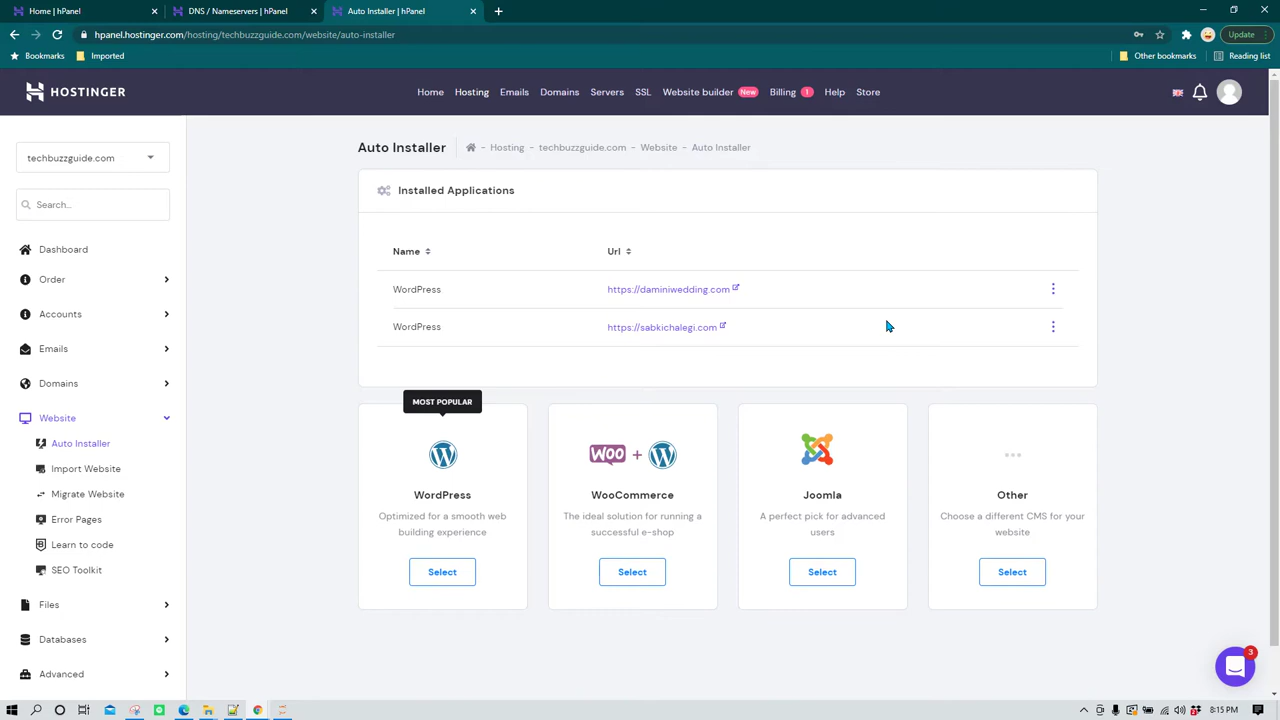 Home | hPanel
DNS / Nameservers | hPanel
Auto Installer | hPanel
hpanel.hostinger.com/hosting/techbuzzguide.com/website/auto-installer
Update
Bookmarks
Imported
Other bookmarks
Reading list
HOSTINGER
Home
Hosting
Emails
Domains
Servers
SSL
Website builder New
Billing 1
Help
Store
techbuzzguide.com
Search...
Dashboard
Order
Accounts
Emails
Domains
Website
Auto Installer
Import Website
Migrate Website
Error Pages
Learn to code
SEO Toolkit
Files
Databases
Advanced
Auto Installer
- Hosting - techbuzzguide.com - Website - Auto Installer
Installed Applications
Name
Url
WordPress
https://daminiwedding.com
WordPress
https://sabkichalegi.com
MOST POPULAR
WordPress
Optimized for a smooth web
building experience
Select
WOO +
WooCommerce
The ideal solution for running a
successful e-shop
Select
Joomla
A perfect pick for advanced
users
Select
Other
Choose a different CMS for your
website
Select
3
8:15 PM